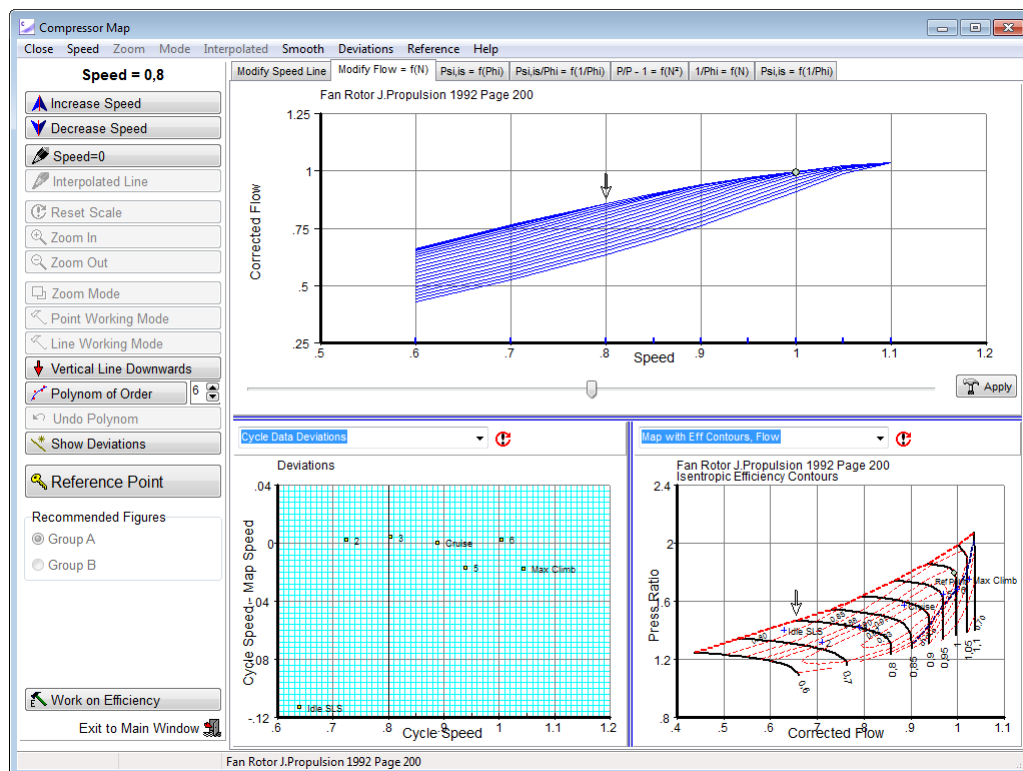 Compressor Map
Close Speed Zoom Mode Interpolated Smooth Deviations Reference Help
Speed = 0,8
Increase Speed
Decrease Speed
Speed=0
Interpolated Line
Reset Scale
Zoom In
Zoom Out
Zoom Mode
Point Working Mode
Line Working Mode
Vertical Line Downwards
Polynom of Order 6
Undo Polynom
Show Deviations
Reference Point
Recommended Figures
Group A
Group B
Work on Efficiency
Exit to Main Window
Modify Speed Line Modify Flow = f(N) Psi,is = f(Phi) Psi,is/Phi = f(1/Phi) P/P - 1 = f(N²) 1/Phi = f(N) Psi,is = f(1/Phi)
Fan Rotor J.Propulsion 1992 Page 200
1.25
1
.75
.5
.25
Corrected Flow
.5 .6 .7 .8 .9 1 1.1 1.2
Speed
Apply
Cycle Data Deviations
Deviations
.04
0
-.04
-.08
-.12
Cycle Speed - Map Speed
2 3 Cruise 6
5 Max Climb
Idle SLS
.6 .7 .8 .9 1 1.1 1.2
Cycle Speed
Map with Eff Contours, Flow
Fan Rotor J.Propulsion 1992 Page 200
Isentropic Efficiency Contours
2.4
2
1.6
1.2
.8
Press Ratio
Max Climb
Cruise
Idle SLS
2
0,6 0,7 0,8 0,85 0,9 0,95 1 1,05 1,1
.4 .5 .6 .7 .8 .9 1 1.1
Corrected Flow
Fan Rotor J.Propulsion 1992 Page 200